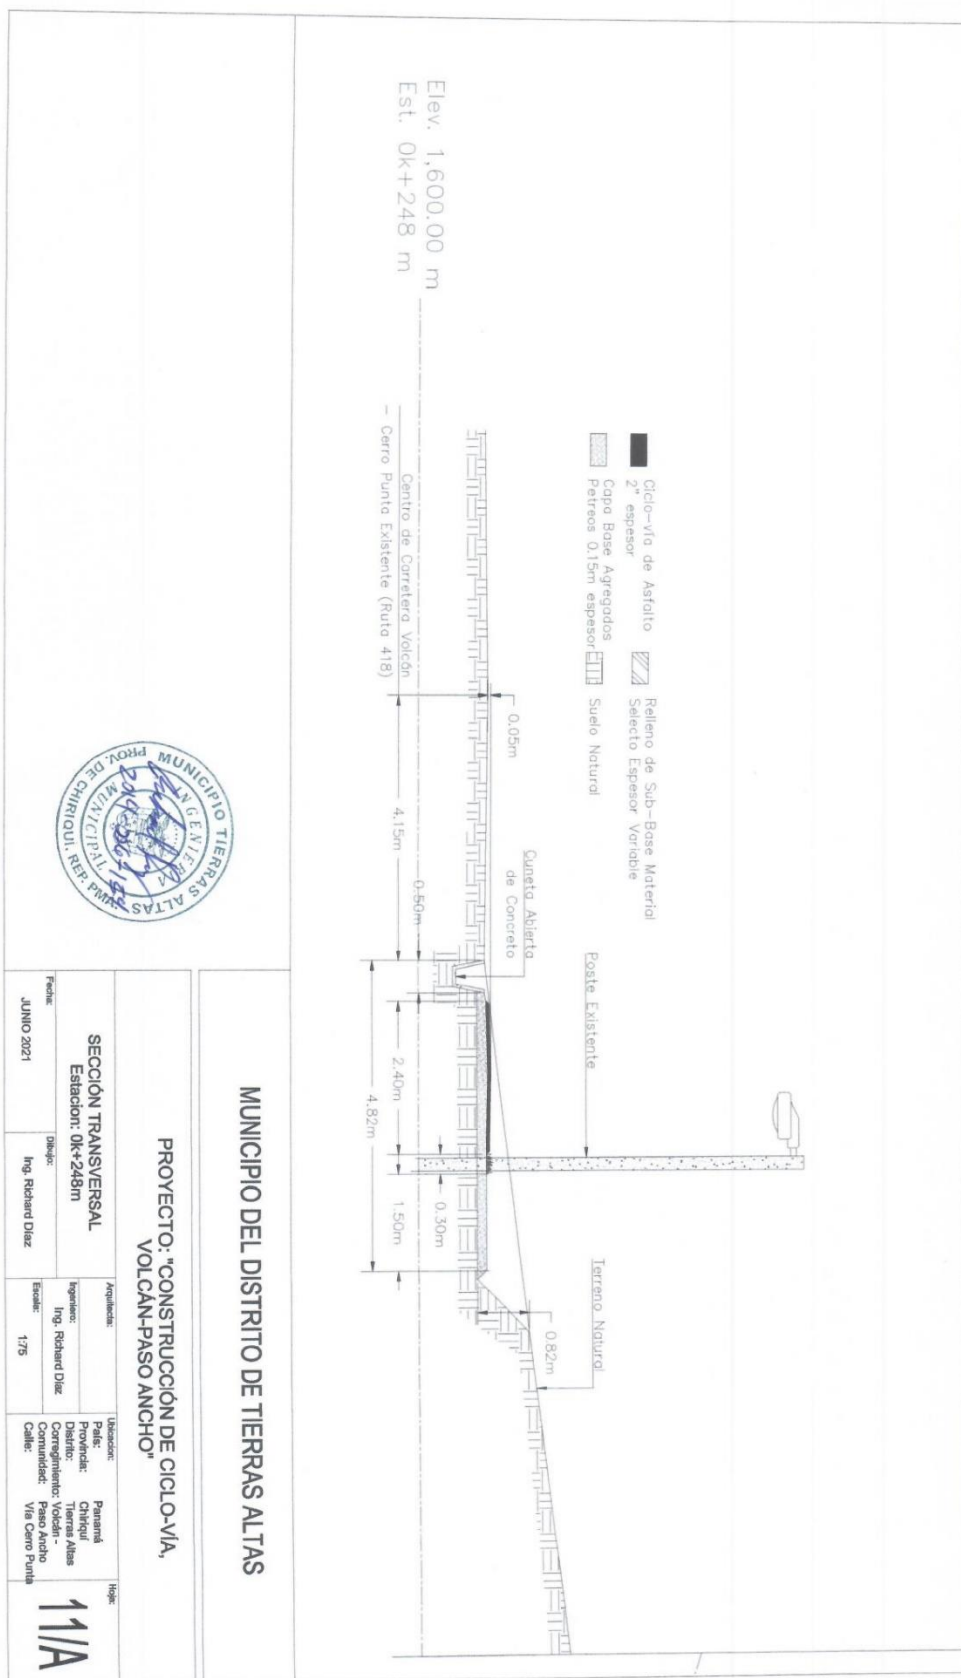 Elev. 1,600.00 m
Est. 0k+248 m
Ciclo-vía de Asfalto
2" espesor
Relleno de Sub-Base Material
Selecto Espesor Variable
Capa Base Agregados
Petreos 0.15m espesor
Suelo Natural
Poste Existente
Terreno Natural
Cuneta Abierta
de Concreto
0.05m
0.82m
0.30m
0.50m
4.15m
2.40m
1.50m
4.82m
Centro de Carretera Volcán
- Cerro Punta Existente (Ruta 418)
MUNICIPIO TIERRAS ALTAS
INGENIERIA
MUNICIPAL
PROV. DE CHIRIQUI, REP. PMA.
MUNICIPIO DEL DISTRITO DE TIERRAS ALTAS
PROYECTO: "CONSTRUCCIÓN DE CICLO-VÍA,
VOLCÁN-PASO ANCHO"
SECCIÓN TRANSVERSAL
Estacion: 0k+248m
Fecha:
JUNIO 2021
Dibujo:
Ing. Richard Díaz
Arquitecto:
Ingeniero:
Ing. Richard Díaz
Escala:
1:75
Ubicacion:
País: Panamá
Provincia: Chiriquí
Distrito: Tierras Altas
Corregimiento: Volcán -
Comunidad: Paso Ancho
Calle: Vía Cerro Punta
Hoja:
11/A